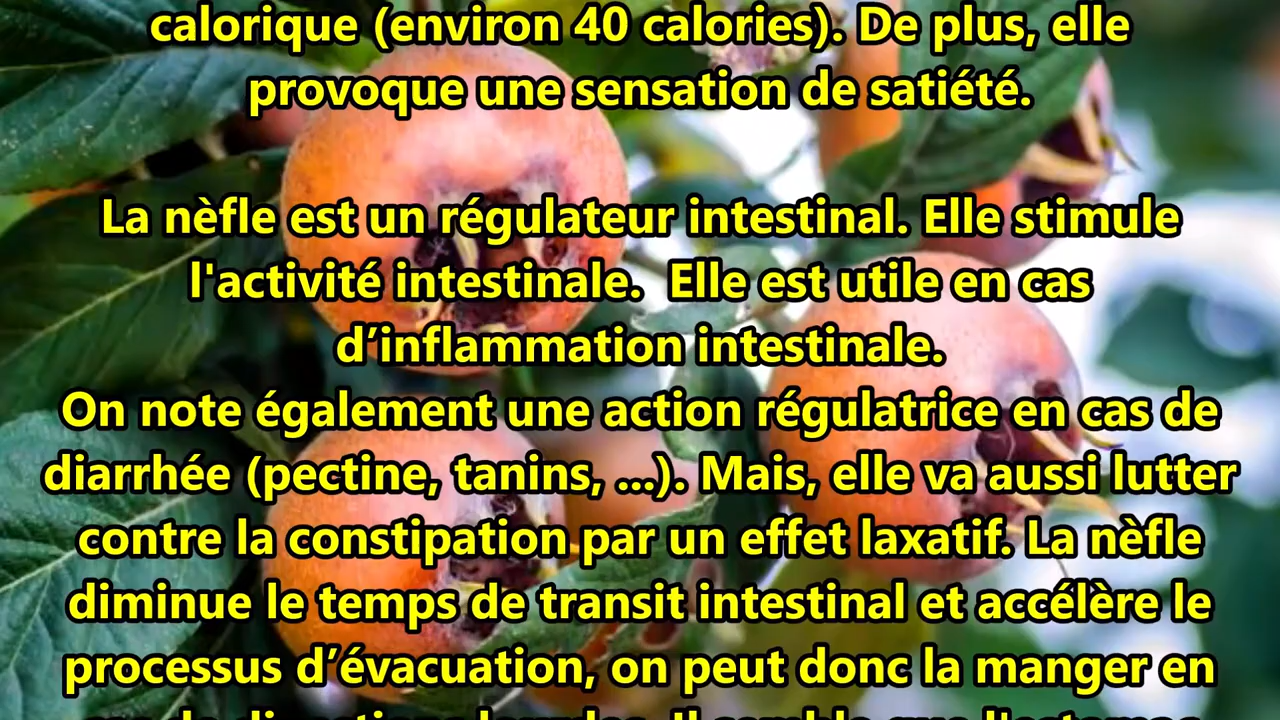 calorique (environ 40 calories). De plus, elle
provoque une sensation de satiété.
La nèfle est un régulateur intestinal. Elle stimule
l'activité intestinale.  Elle est utile en cas
d’inflammation intestinale.
On note également une action régulatrice en cas de
diarrhée (pectine, tanins, ...). Mais, elle va aussi lutter
contre la constipation par un effet laxatif. La nèfle
diminue le temps de transit intestinal et accélère le
processus d’évacuation, on peut donc la manger en